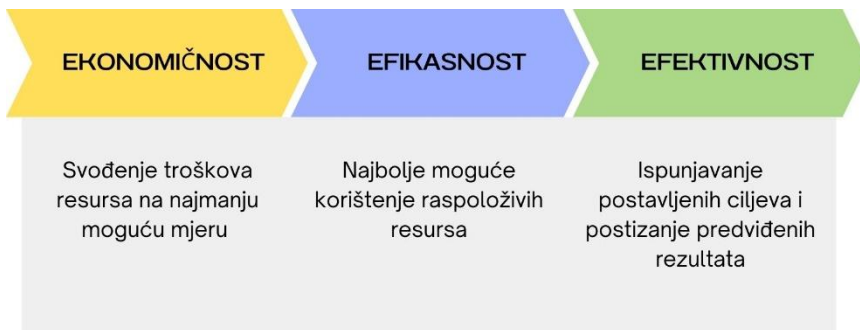 EKONOMIČNOST
EFIKASNOST
EFEKTIVNOST
Svođenje troškova
resursa na najmanju
moguću mjeru
Najbolje moguće
korištenje raspoloživih
resursa
Ispunjavanje
postavljenih ciljeva i
postizanje predviđenih
rezultata